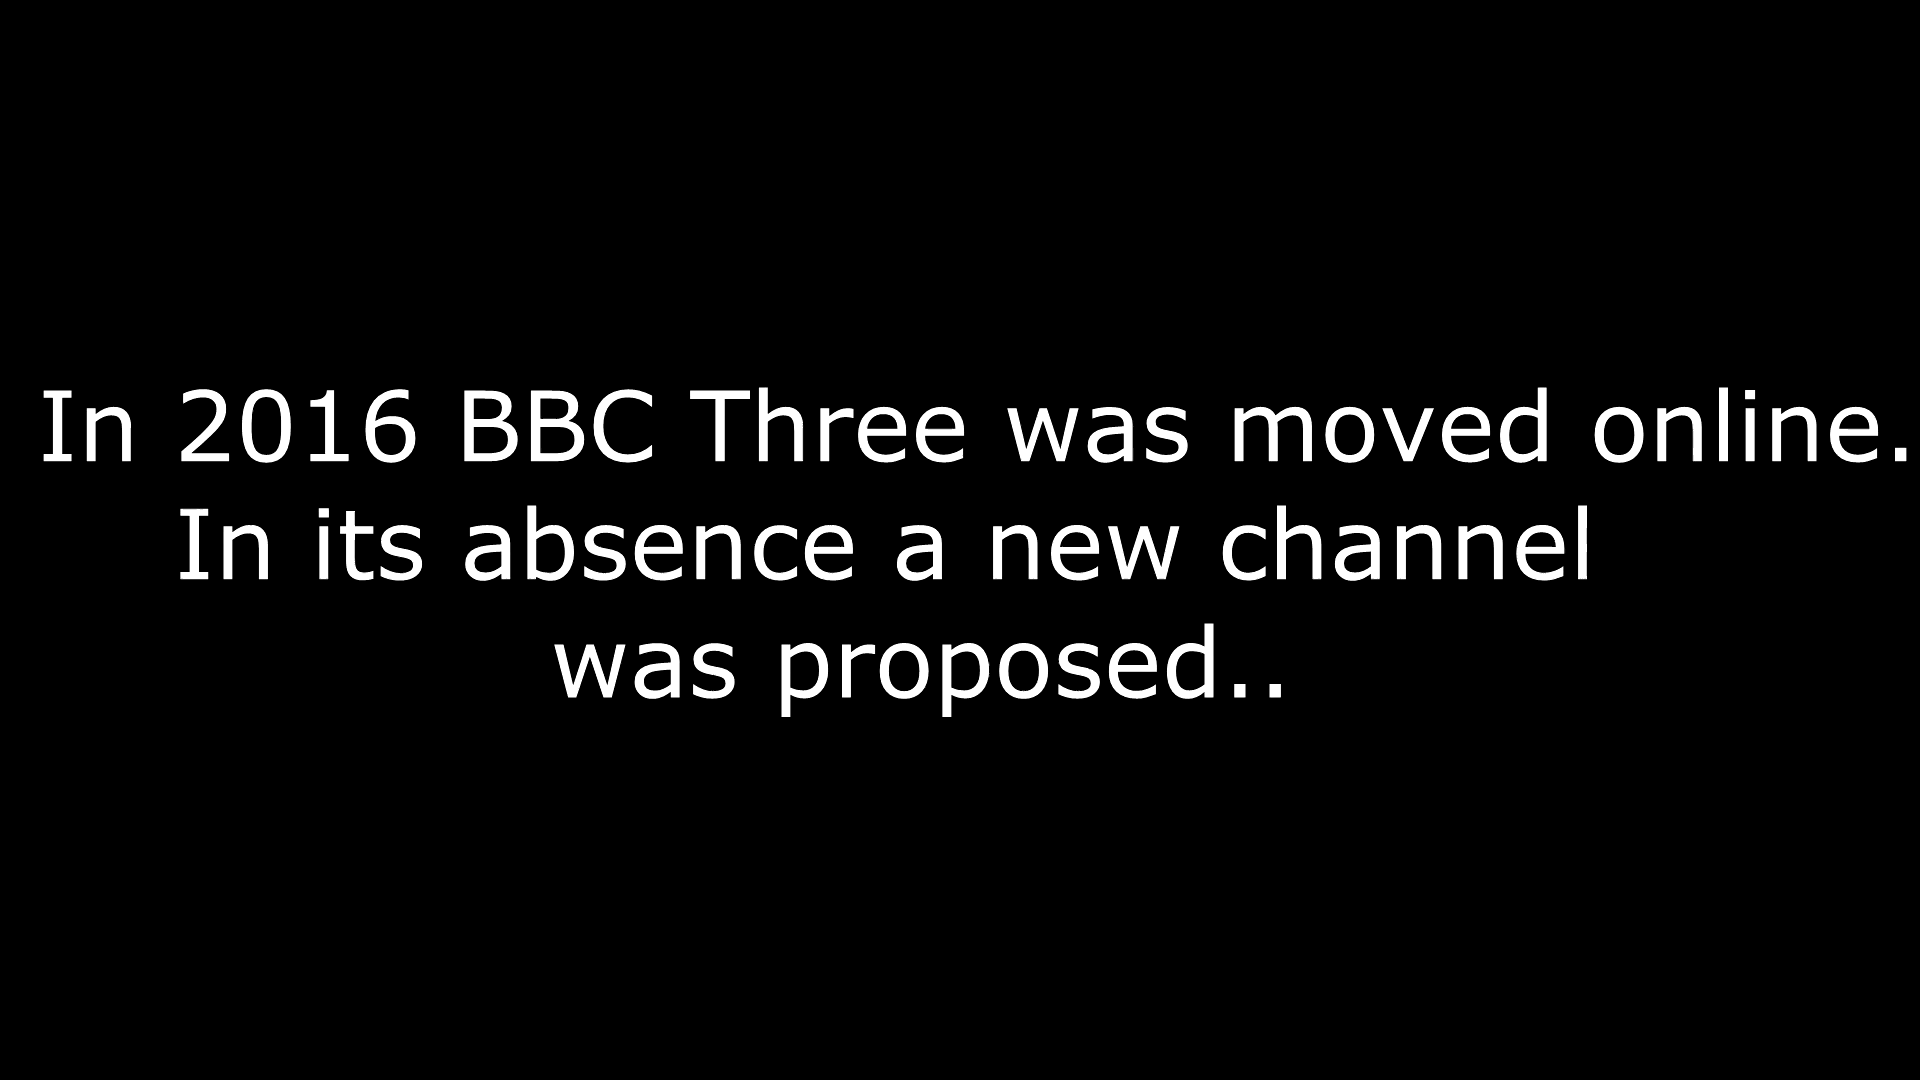 In 2016 BBC Three was moved online.
In its absence a new channel
was proposed..